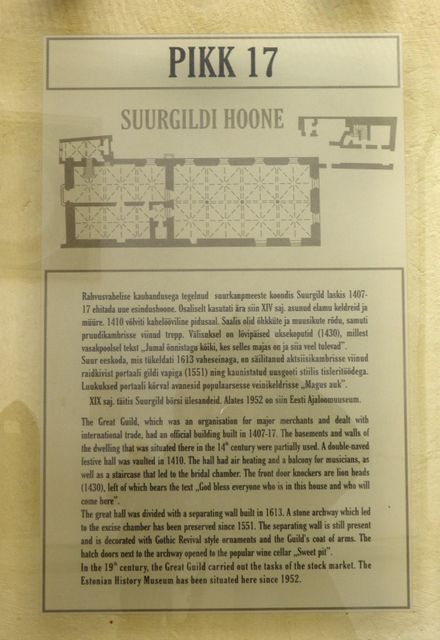 PIKK 17
SUURGILDI HOONE
Rahvusvahelise kaubandusega tegelnud suurkaupmeeste koondis Suurgild laskis 1407-
17 ehitada uue esindushoone. Osaliselt kasutati ära siin XIV saj. asunud elamu keldreid ja
müüre. 1410 võlviti kahelööviline pidusaal. Saalis olid õhkküte ja muusikute rõdu, samuti
pruudikambrisse viinud trepp. Välisuksel on lõvipäised uksekoputid (1430), millest
vasakpoolsel tekst „Jumal õnnistagu kõiki, kes selles majas on ja siia veel tulevad".
Suur eeskoda, mis tükeldati 1613 vaheseinaga, on säilitanud aktsiisikambrisse viinud
raidkivist portaali gildi vapiga (1551) ning kaunistatud uusgooti stiilis tisleritöödega.
Luukuksed portaali kõrval avanesid populaarsesse veinikeldrisse „Magus auk".
XIX saj. täitis Suurgild börsi ülesandeid. Alates 1952 on siin Eesti Ajaloomuuseum.
The Great Guild, which was an organisation for major merchants and dealt with
international trade, had an official building built in 1407-17. The basements and walls of
the dwelling that was situated there in the 14th century were partially used. A double-naved
festive hall was vaulted in 1410. The hall had air heating and a balcony for musicians, as
well as a staircase that led to the bridal chamber. The front door knockers are lion beads
(1430), left of which bears the text „God bless everyone who is in this house and who will
come here".
The great hall was divided with a separating wall built in 1613. A stone archway which led
to the excise chamber has been preserved since 1551. The separating wall is still present
and is decorated with Gothic Revival style ornaments and the Guild's coat of arms. The
hatch doors next to the archway opened to the popular wine cellar „Sweet pit".
In the 19th century, the Great Guild carried out the tasks of the stock market. The
Estonian History Museum has been situated here since 1952.